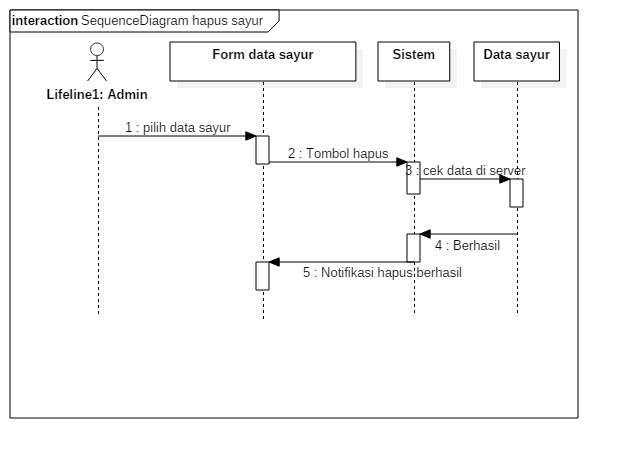 interaction SequenceDiagram hapus sayur
Form data sayur
Sistem
Data sayur
Lifeline1: Admin
1 : pilih data sayur
2 : Tombol hapus
3 : cek data di server
4 : Berhasil
5 : Notifikasi hapus berhasil